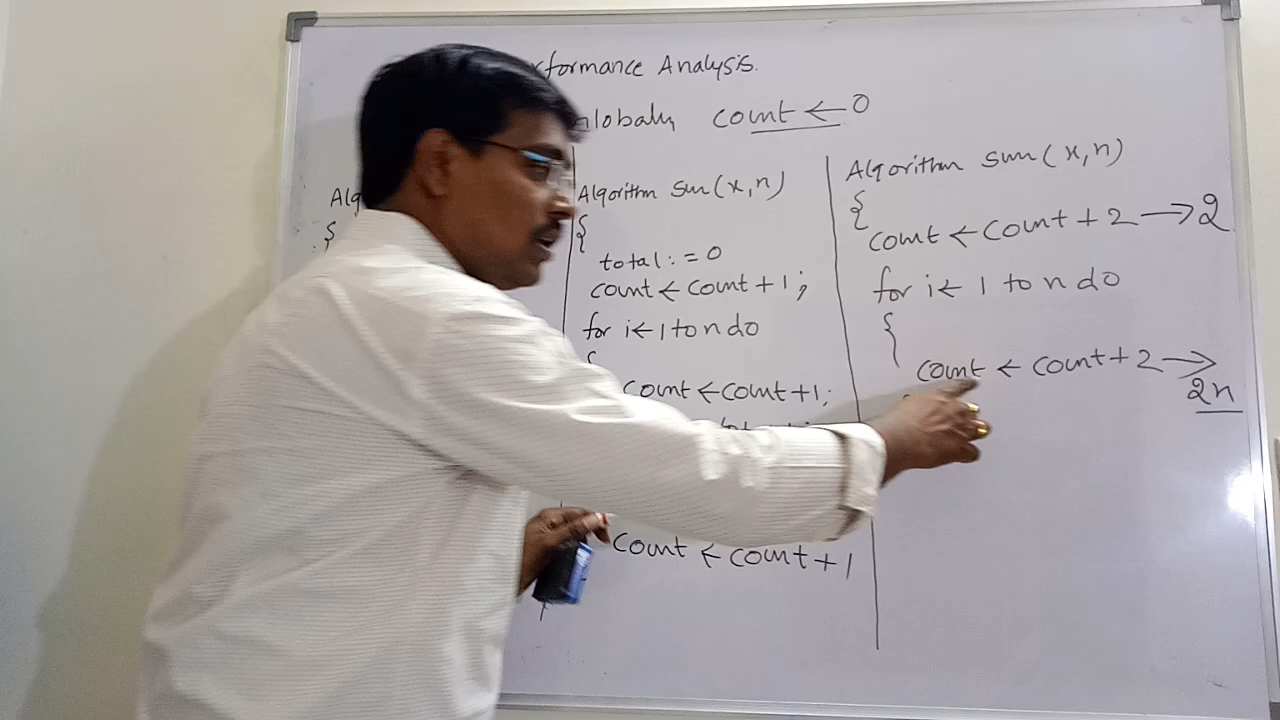 formance Analysis.
count ← 0
Alg
{
Algorithm sum(x,n)
{
total := 0
count ← count + 1;
for i ← 1 to n do
{
count ← count +1;
count ← count + 1
Algorithm sum(x,n)
{
count ← count + 2 → 2
for i ← 1 to n do
{
count ← count + 2 →
2n